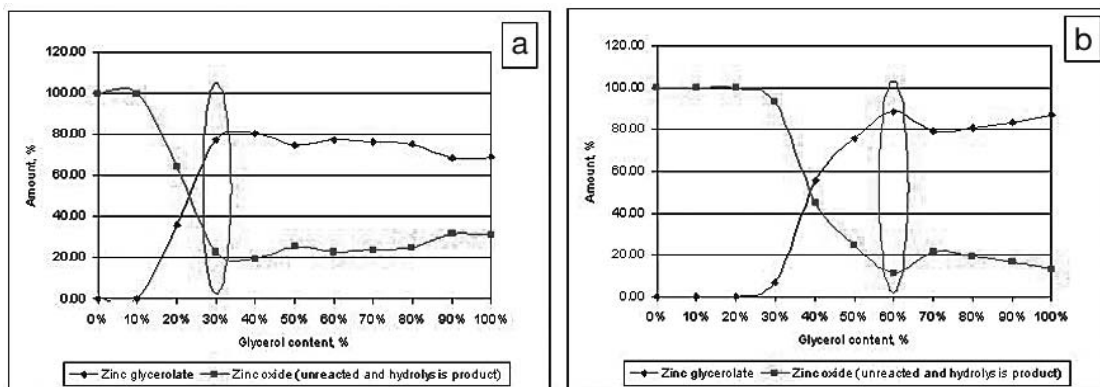 a
120.00
100.00
80.00
60.00
40.00
20.00
0.00
Amount, %
0% 10% 20% 30% 40% 50% 60% 70% 80% 90% 100%
Glycerol content, %
Zinc glycerolate Zinc oxide (unreacted and hydrolysis product)
b
120.00
100.00
80.00
60.00
40.00
20.00
0.00
Amount, %
0% 10% 20% 30% 40% 50% 60% 70% 80% 90% 100%
Glycerol content, %
Zinc glycerolate Zinc oxide (unreacted and hydrolysis product)